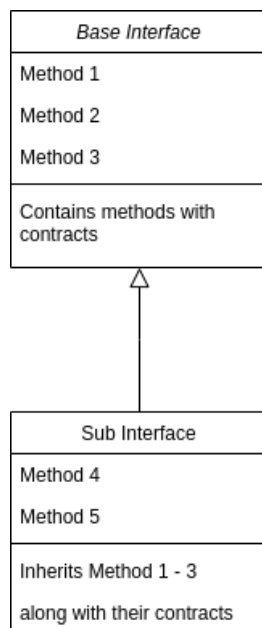 Base Interface
Method 1
Method 2
Method 3
Contains methods with
contracts
Sub Interface
Method 4
Method 5
Inherits Method 1 - 3
along with their contracts